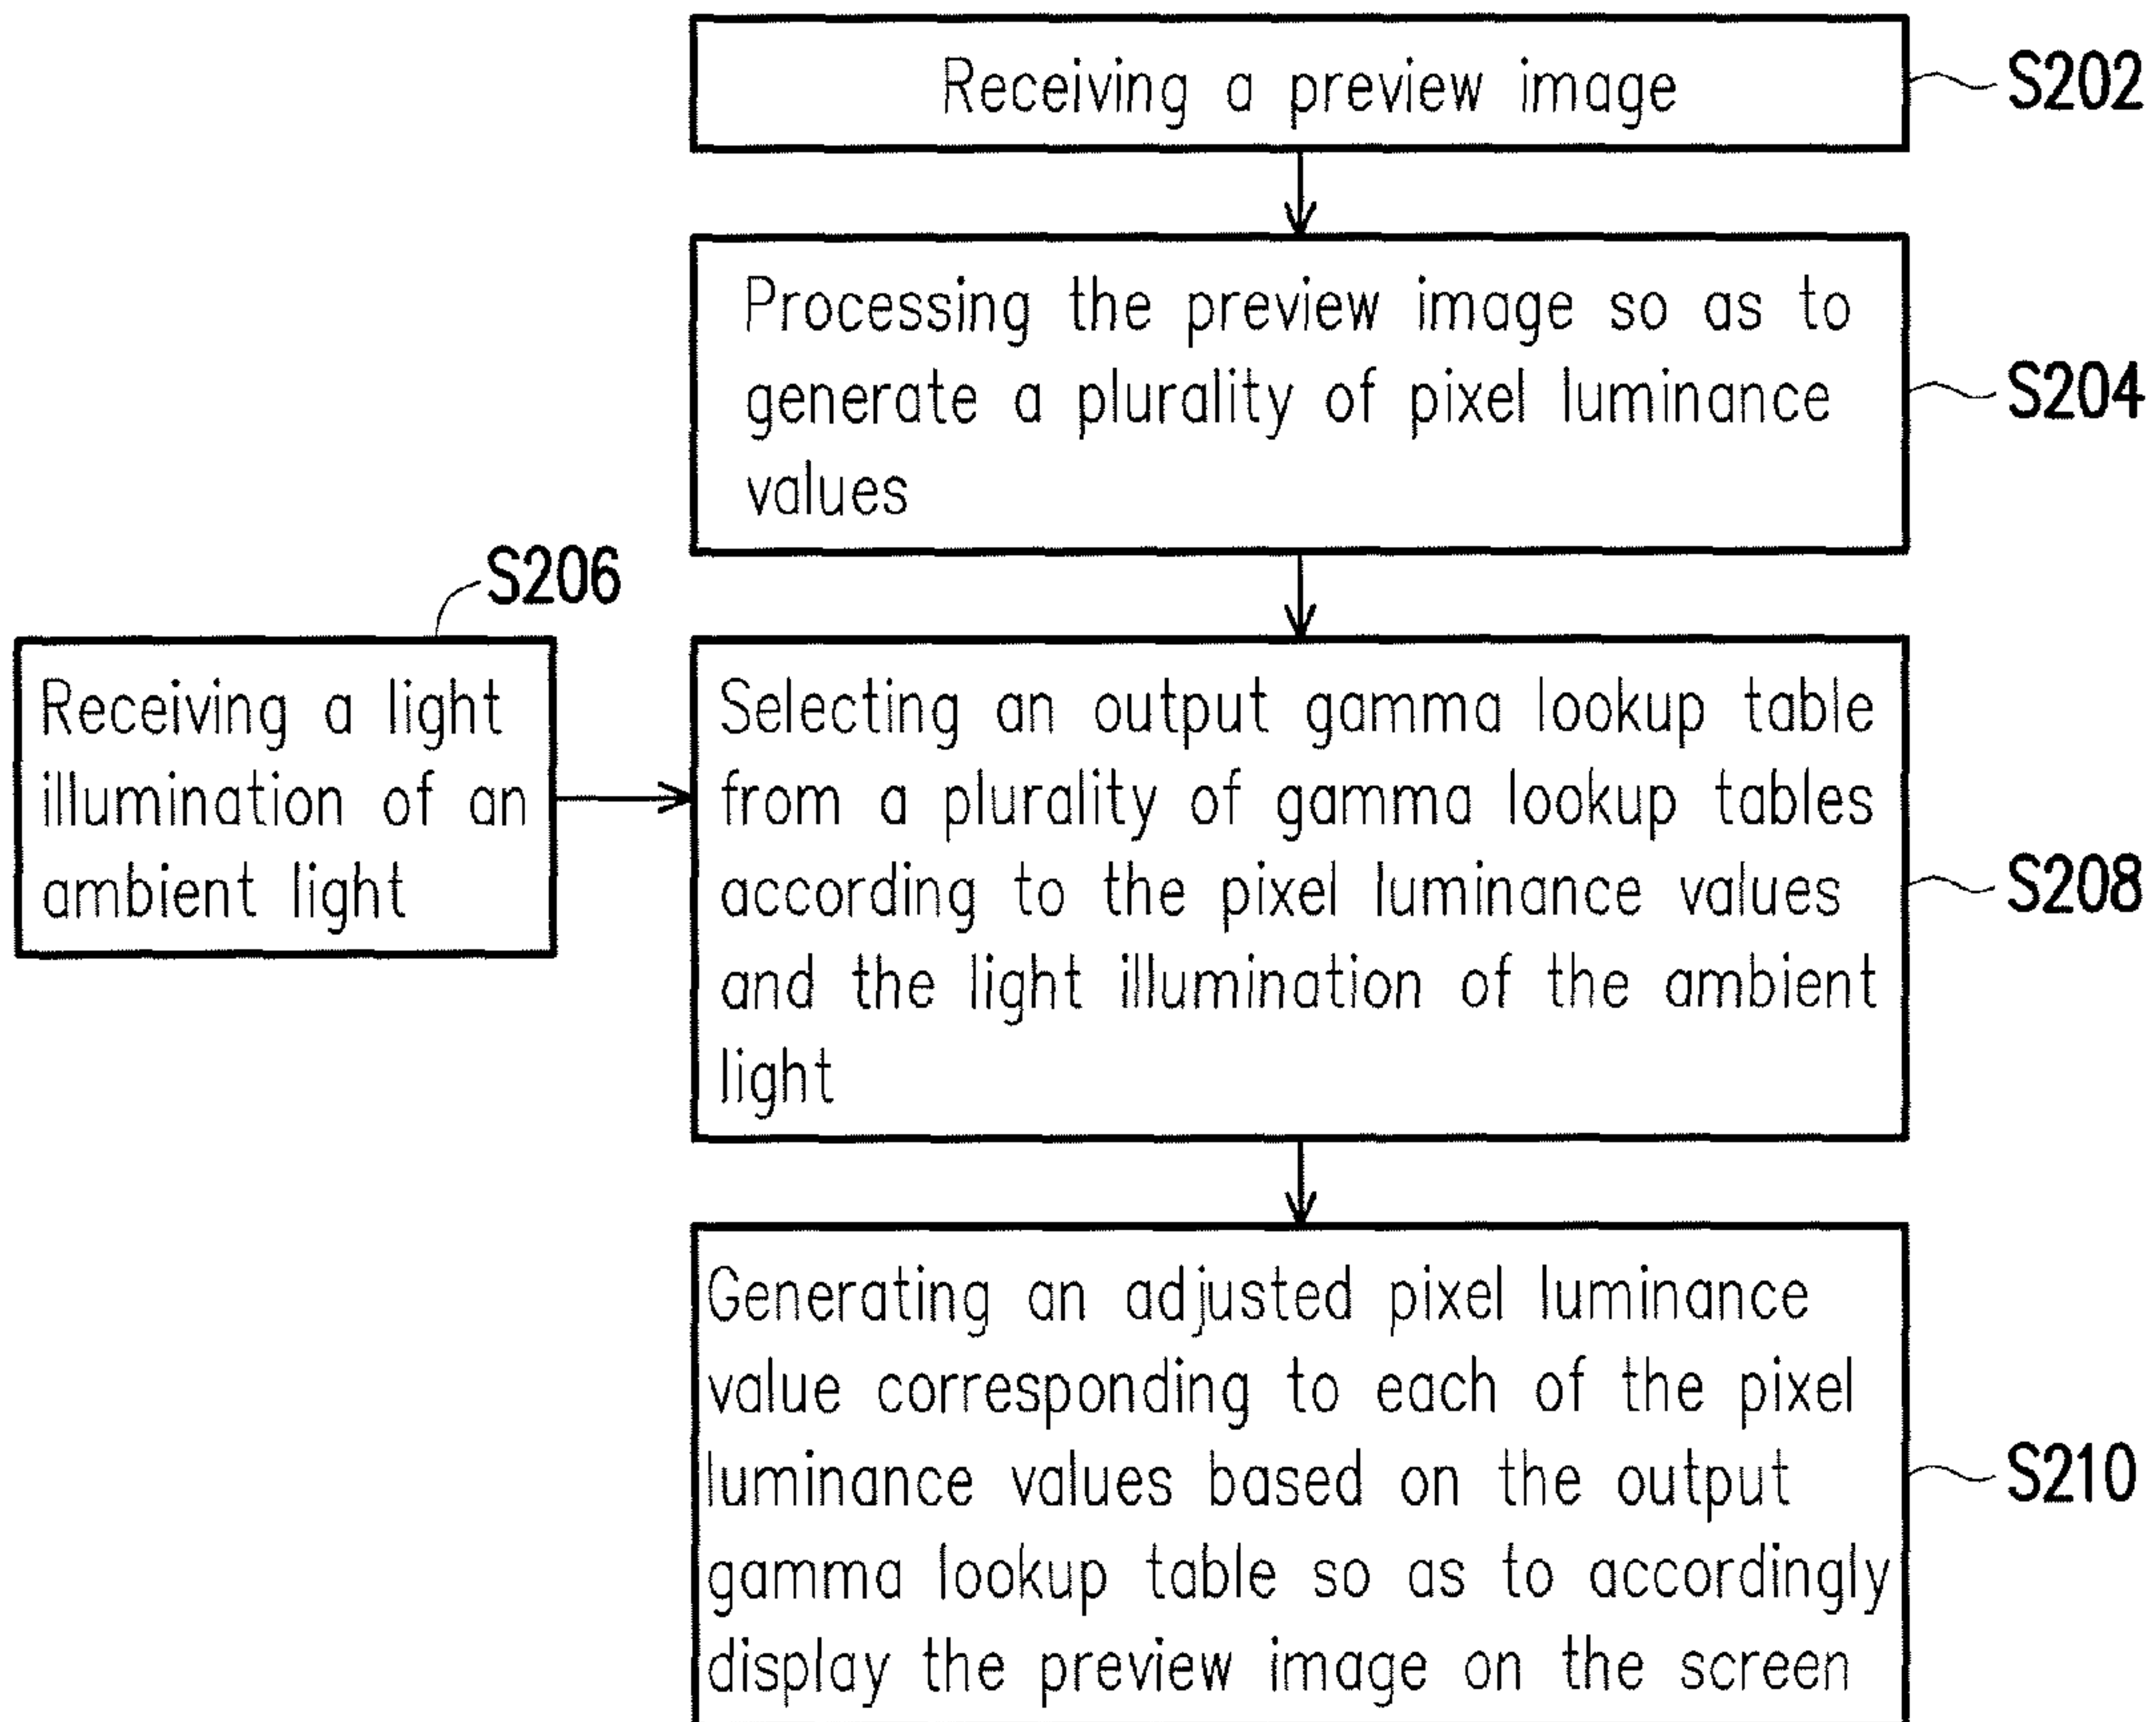 Receiving a preview image
S202
Processing the preview image so as to
generate a plurality of pixel luminance
values
S204
S206
Receiving a light
illumination of an
ambient light
Selecting an output gamma lookup table
from a plurality of gamma lookup tables
according to the pixel luminance values
and the light illumination of the ambient
light
S208
Generating an adjusted pixel luminance
value corresponding to each of the pixel
luminance values based on the output
gamma lookup table so as to accordingly
display the preview image on the screen
S210